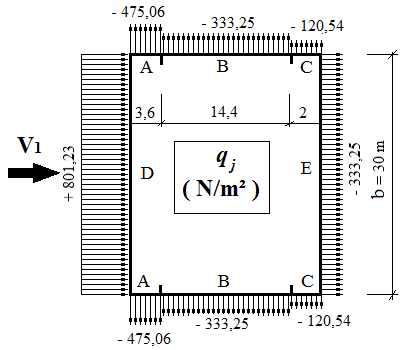 - 475,06
- 333,25
- 120,54
A B C
3,6 14,4 2
V1
+ 801,23
D
q j
( N/m² )
E
- 333,25
b = 30 m
A B C
- 475,06
- 333,25
- 120,54